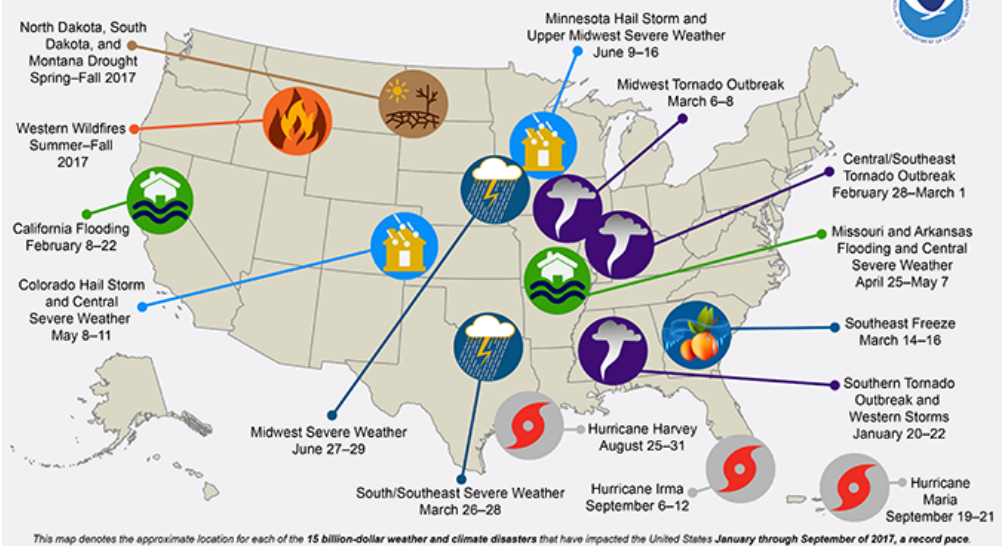 North Dakota, South
Dakota, and
Montana Drought
Spring–Fall 2017
Minnesota Hail Storm and
Upper Midwest Severe Weather
June 9–16
Midwest Tornado Outbreak
March 6–8
Western Wildfires
Summer–Fall
2017
Central/Southeast
Tornado Outbreak
February 28–March 1
California Flooding
February 8–22
Missouri and Arkansas
Flooding and Central
Severe Weather
April 25–May 7
Colorado Hail Storm
and Central
Severe Weather
May 8–11
Southeast Freeze
March 14–16
Southern Tornado
Outbreak and
Western Storms
January 20–22
Midwest Severe Weather
June 27–29
Hurricane Harvey
August 25–31
South/Southeast Severe Weather
March 26–28
Hurricane Irma
September 6–12
Hurricane
Maria
September 19–21
This map denotes the approximate location for each of the 15 billion-dollar weather and climate disasters that have impacted the United States January through September of 2017, a record pace.